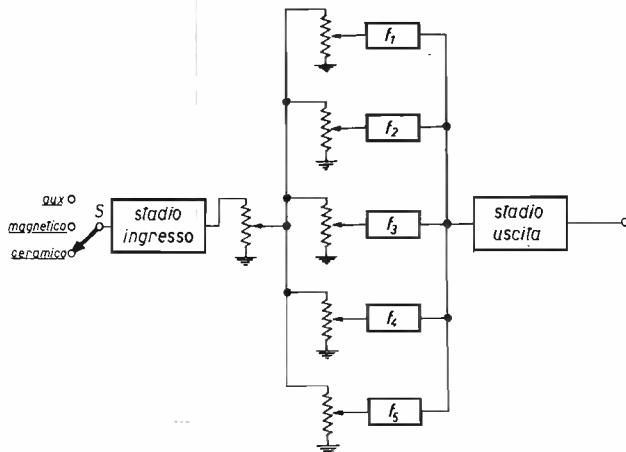 f1
f2
aux
S
stadio
ingresso
magnetico
ceramico
f3
stadio
uscita
f4
f5